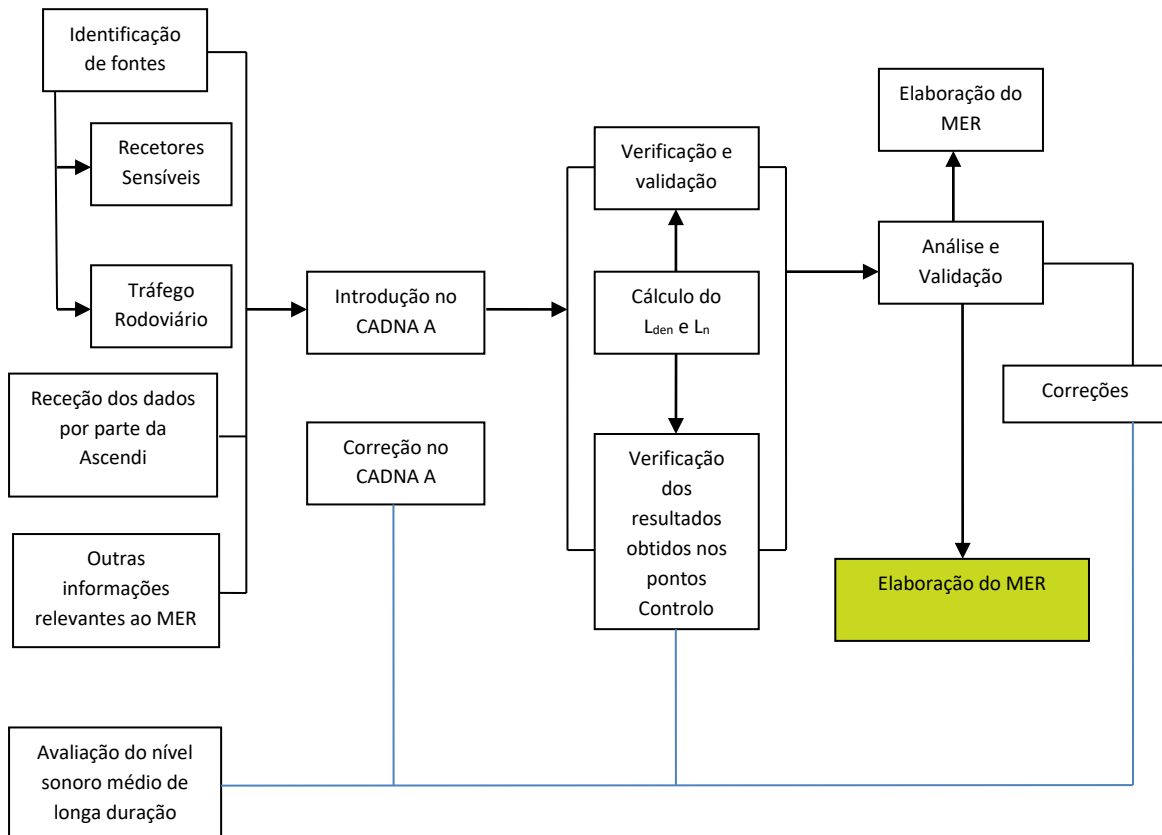 Identificação
de fontes
Recetores
Sensíveis
Tráfego
Rodoviário
Receção dos dados
por parte da
Ascendi
Outras
informações
relevantes ao MER
Avaliação do nível
sonoro médio de
longa duração
Introdução no
CADNA A
Correção no
CADNA A
Verificação e
validação
Cálculo do
Lden e Ln
Verificação
dos
resultados
obtidos nos
pontos
Controlo
Elaboração do
MER
Análise e
Validação
Correções
Elaboração do MER